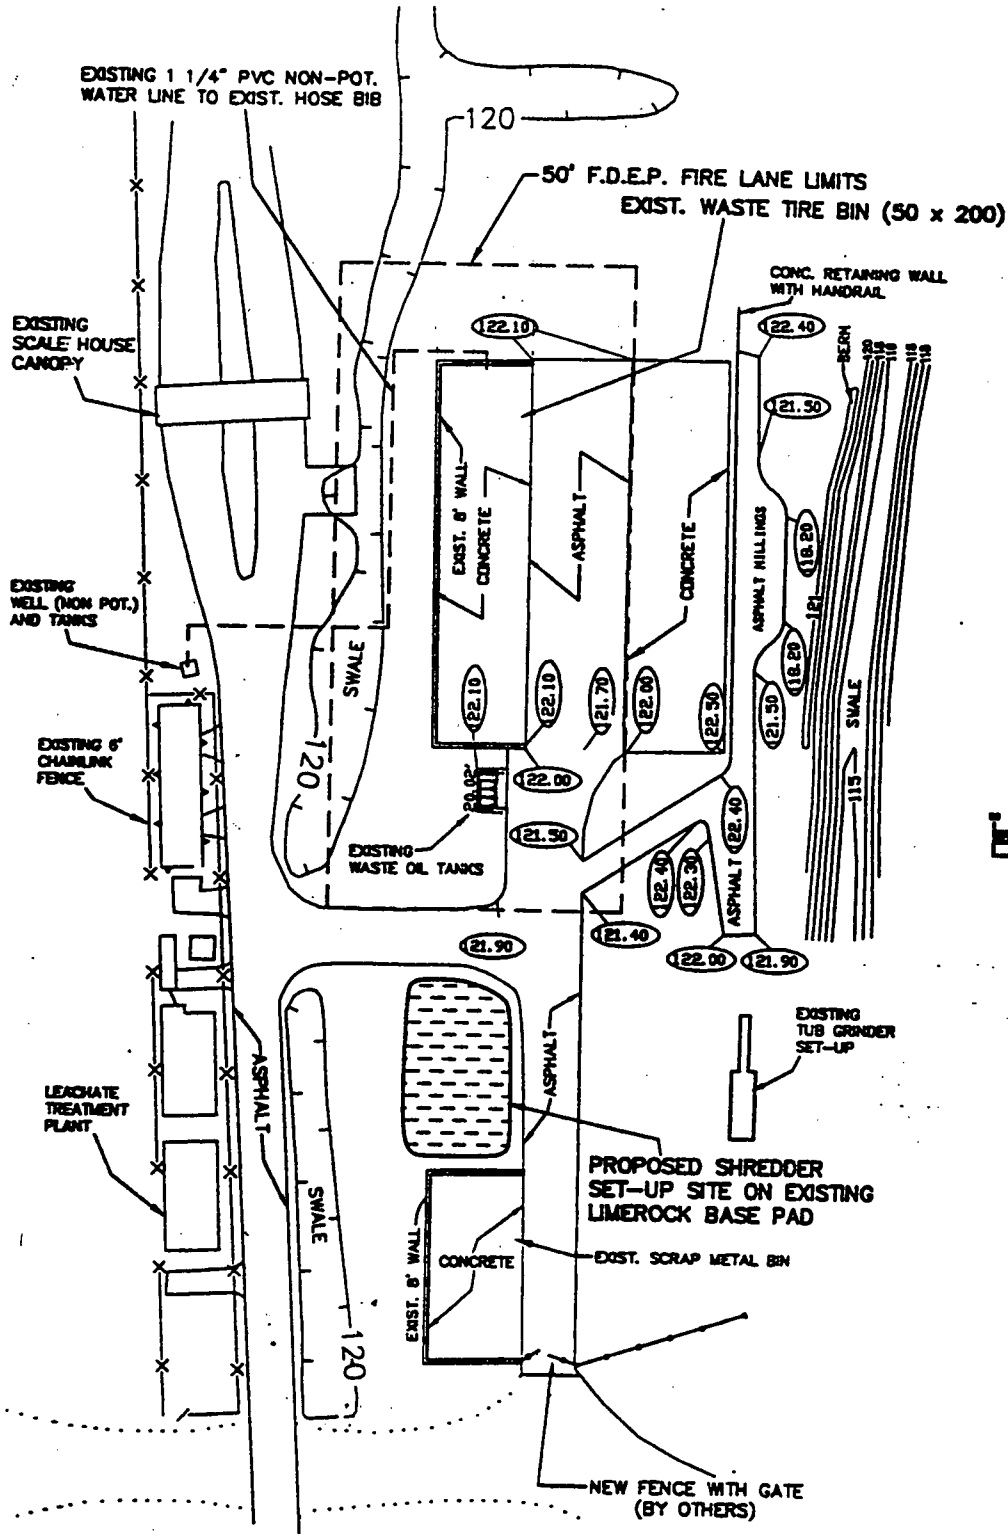 EXISTING 1 1/4" PVC NON-POT.
WATER LINE TO EXIST. HOSE BIB
120
50' F.D.E.P. FIRE LANE LIMITS
EXIST. WASTE TIRE BIN (50 x 200)
CONC. RETAINING WALL
WITH HANDRAIL
EXISTING
SCALE HOUSE
CANOPY
122.10
122.40
BERM
120
118
116
116
118
121.50
EXIST. 8' WALL
CONCRETE
ASPHALT
CONCRETE
ASPHALT MILLINGS
118.20
121
EXISTING
WELL (NON POT.)
AND TANKS
SWALE
118.20
122.10
122.10
121.70
122.00
122.50
121.50
SWALE
115
EXISTING 6'
CHAINLINK
FENCE
120
120.02'
122.00
121.50
122.40
EXISTING
WASTE OIL TANKS
122.40
122.30
ASPHALT
121.40
121.90
122.00
121.90
EXISTING
TUB GRINDER
SET-UP
ASPHALT
ASPHALT
LEACHATE
TREATMENT
PLANT
PROPOSED SHREDDER
SET-UP SITE ON EXISTING
LIMEROCK BASE PAD
SWALE
EXIST. 8' WALL
CONCRETE
EXIST. SCRAP METAL BIN
120
NEW FENCE WITH GATE
(BY OTHERS)